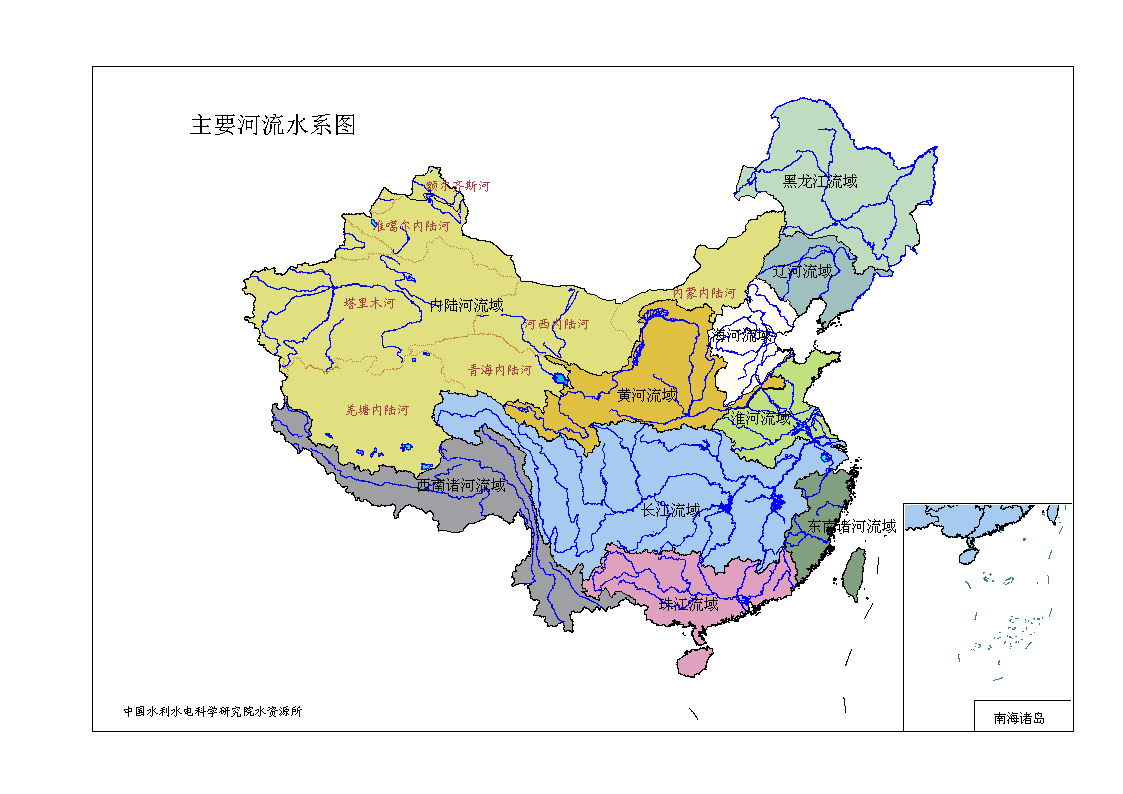 主要河流水系图
黑龙江流域
额尔齐斯河
准噶尔内陆河
辽河流域
内蒙内陆河
塔里木河
内陆河流域
河西内陆河
海河流域
青海内陆河
黄河流域
羌塘内陆河
淮河流域
西南诸河流域
长江流域
东南诸河流域
珠江流域
中国水利水电科学研究院水资源所
南海诸岛